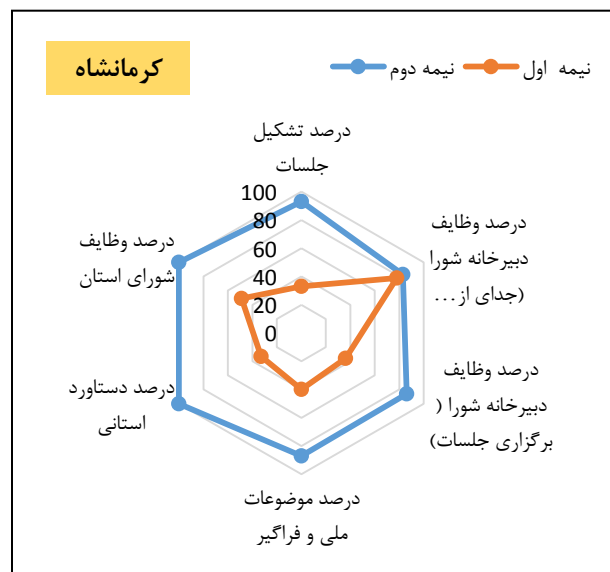 کرمانشاه
نیمه اول
نیمه دوم
درصد تشکیل
جلسات
100
80
60
40
20
0
درصد وظایف
دبیرخانه شورا
(جدای از...
درصد وظایف
دبیرخانه شورا (
برگزاری جلسات)
درصد موضوعات
ملی و فراگیر
درصد دستاورد
استانی
درصد وظایف
شورای استان